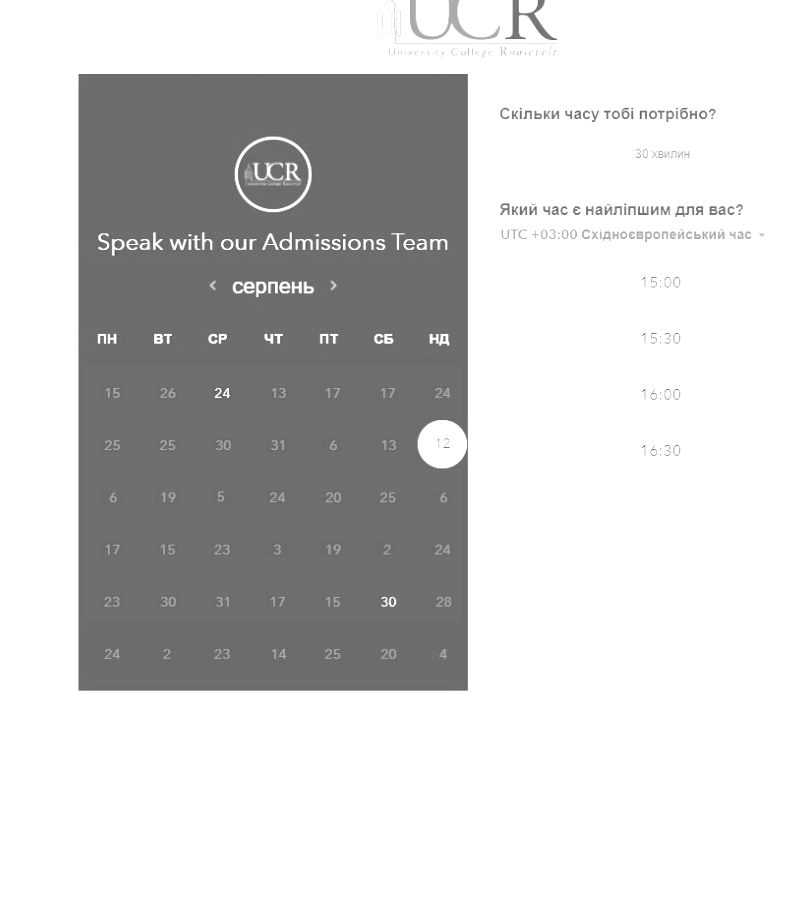 UCR
University College Roosevelt
UCR
Speak with our Admissions Team
серпень
ПН ВТ СР ЧТ ПТ СБ НД
15 26 24 13 17 17 24
25 25 30 31 6 13 12
6 19 5 24 20 25 6
17 15 23 3 19 2 24
23 30 31 17 15 30 28
24 2 23 14 25 20 4
Скільки часу тобі потрібно?
30 хвилин
Який час є найліпшим для вас?
UTC +03:00 Східноєвропейський час
15:00
15:30
16:00
16:30